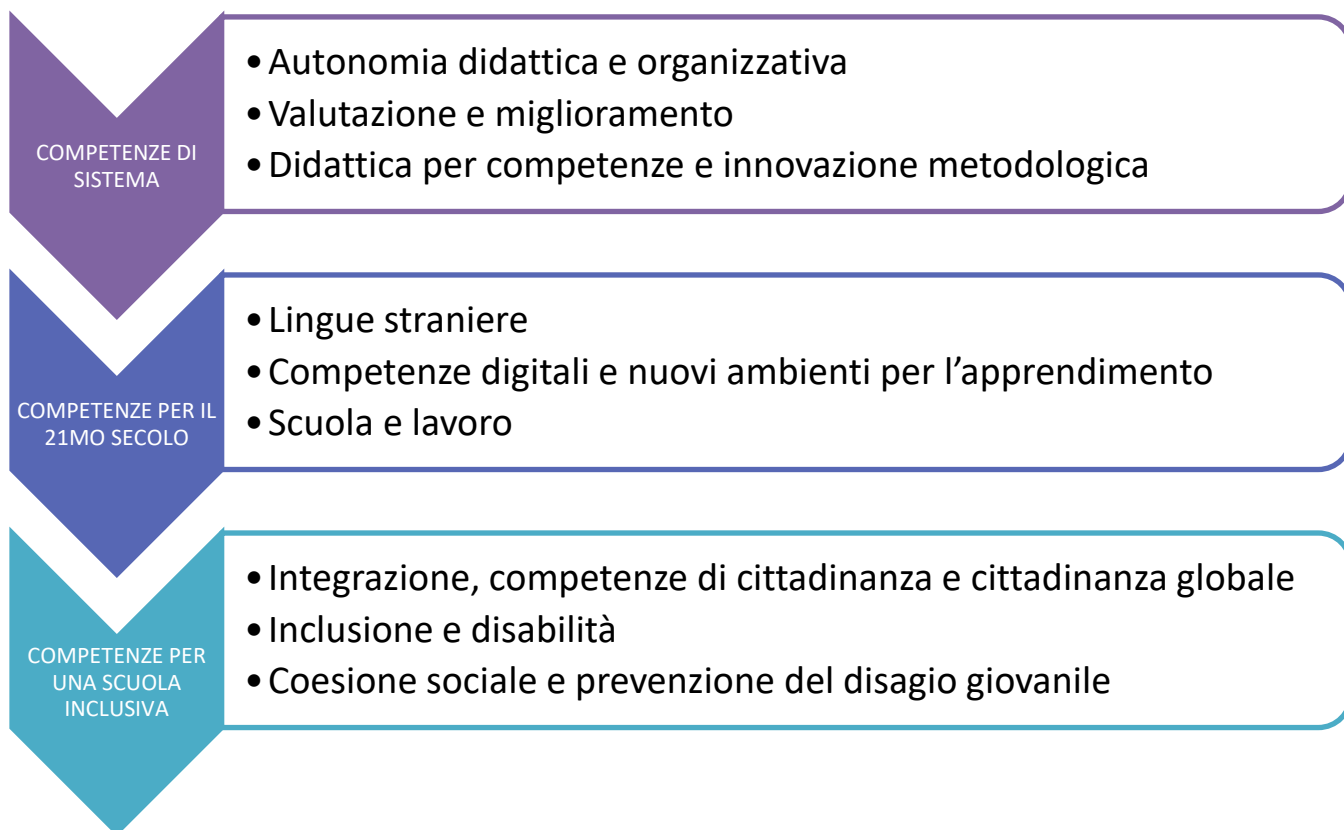 COMPETENZE DI
SISTEMA
• Autonomia didattica e organizzativa
• Valutazione e miglioramento
• Didattica per competenze e innovazione metodologica
COMPETENZE PER IL
21MO SECOLO
• Lingue straniere
• Competenze digitali e nuovi ambienti per l’apprendimento
• Scuola e lavoro
COMPETENZE PER
UNA SCUOLA
INCLUSIVA
• Integrazione, competenze di cittadinanza e cittadinanza globale
• Inclusione e disabilità
• Coesione sociale e prevenzione del disagio giovanile